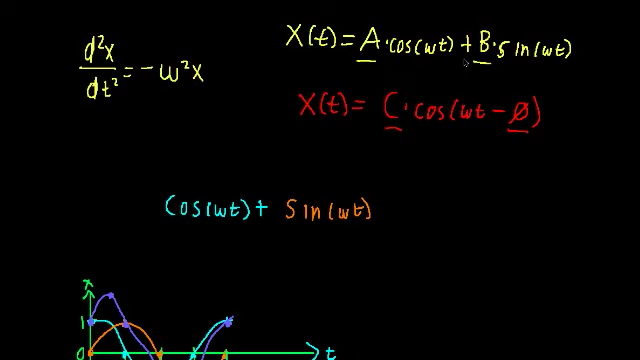 d²x/dt² = -ω²x
X(t) = A·cos(ωt) + B·sin(ωt)
X(t) = C·cos(ωt - ø)
cos(ωt) + sin(ωt)
x
1
0
t